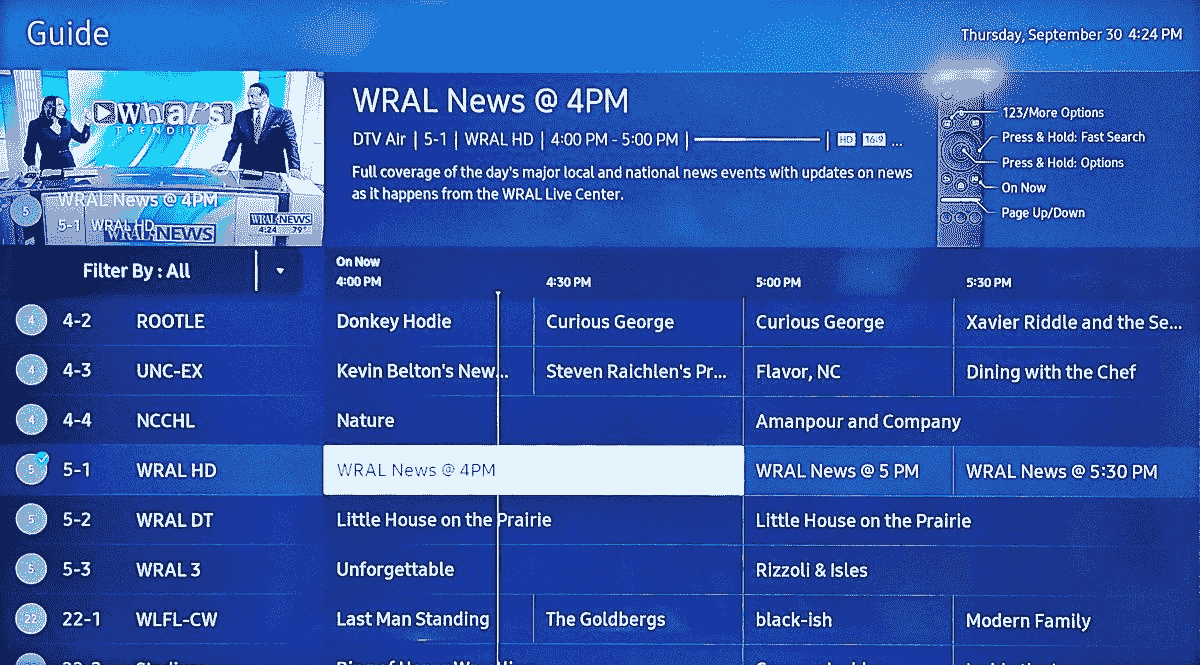 Guide
Thursday, September 30 4:24 PM
what's
TRENDING
WRAL News @ 4PM
5
5-1 WRAL HD
WRAL NEWS
WRAL NEWS
4:24 79°
WRAL News @ 4PM
DTV Air | 5-1 | WRAL HD | 4:00 PM - 5:00 PM | | HD 16:9 ...
Full coverage of the day's major local and national news events with updates on news
as it happens from the WRAL Live Center.
123/More Options
Press & Hold: Fast Search
Press & Hold: Options
On Now
Page Up/Down
Filter By : All
On Now
4:00 PM 4:30 PM 5:00 PM 5:30 PM
4 4-2 ROOTLE Donkey Hodie Curious George Curious George Xavier Riddle and the Se...
4 4-3 UNC-EX Kevin Belton's New... Steven Raichlen's Pr... Flavor, NC Dining with the Chef
4 4-4 NCCHL Nature Amanpour and Company
5 5-1 WRAL HD WRAL News @ 4PM WRAL News @ 5 PM WRAL News @ 5:30 PM
5 5-2 WRAL DT Little House on the Prairie Little House on the Prairie
5 5-3 WRAL 3 Unforgettable Rizzoli & Isles
22 22-1 WLFL-CW Last Man Standing The Goldbergs black-ish Modern Family